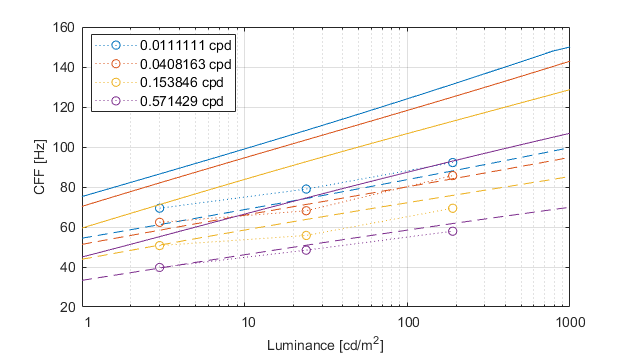 160
140
120
100
80
60
40
20
CFF [Hz]
0.0111111 cpd
0.0408163 cpd
0.153846 cpd
0.571429 cpd
1 10 100 1000
Luminance [cd/m²]